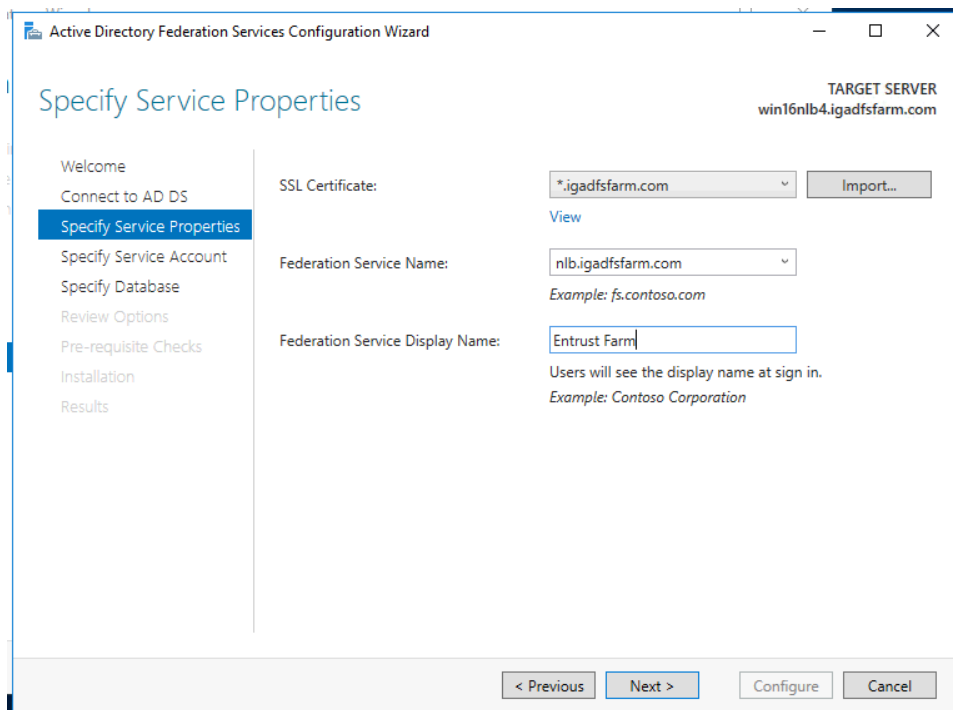 Active Directory Federation Services Configuration Wizard
Specify Service Properties
TARGET SERVER
win16nlb4.igadfsfarm.com
Welcome
Connect to AD DS
Specify Service Properties
Specify Service Account
Specify Database
Review Options
Pre-requisite Checks
Installation
Results
SSL Certificate:
*.igadfsfarm.com
Import...
View
Federation Service Name:
nlb.igadfsfarm.com
Example: fs.contoso.com
Federation Service Display Name:
Entrust Farm
Users will see the display name at sign in.
Example: Contoso Corporation
< Previous
Next >
Configure
Cancel